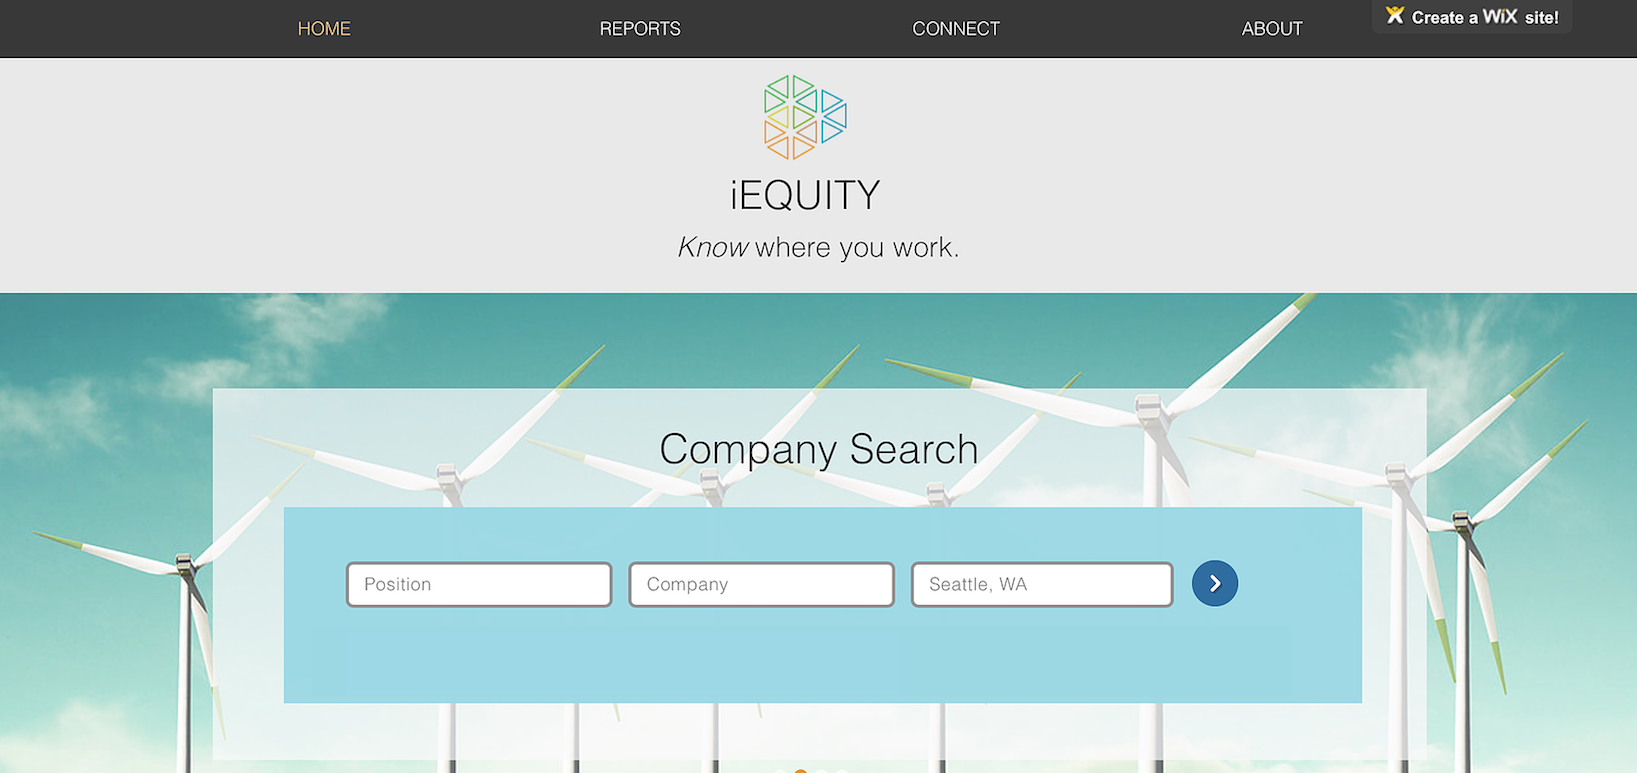 HOME REPORTS CONNECT ABOUT Create a WiX site!
iEQUITY
Know where you work.
Company Search
Position Company Seattle, WA